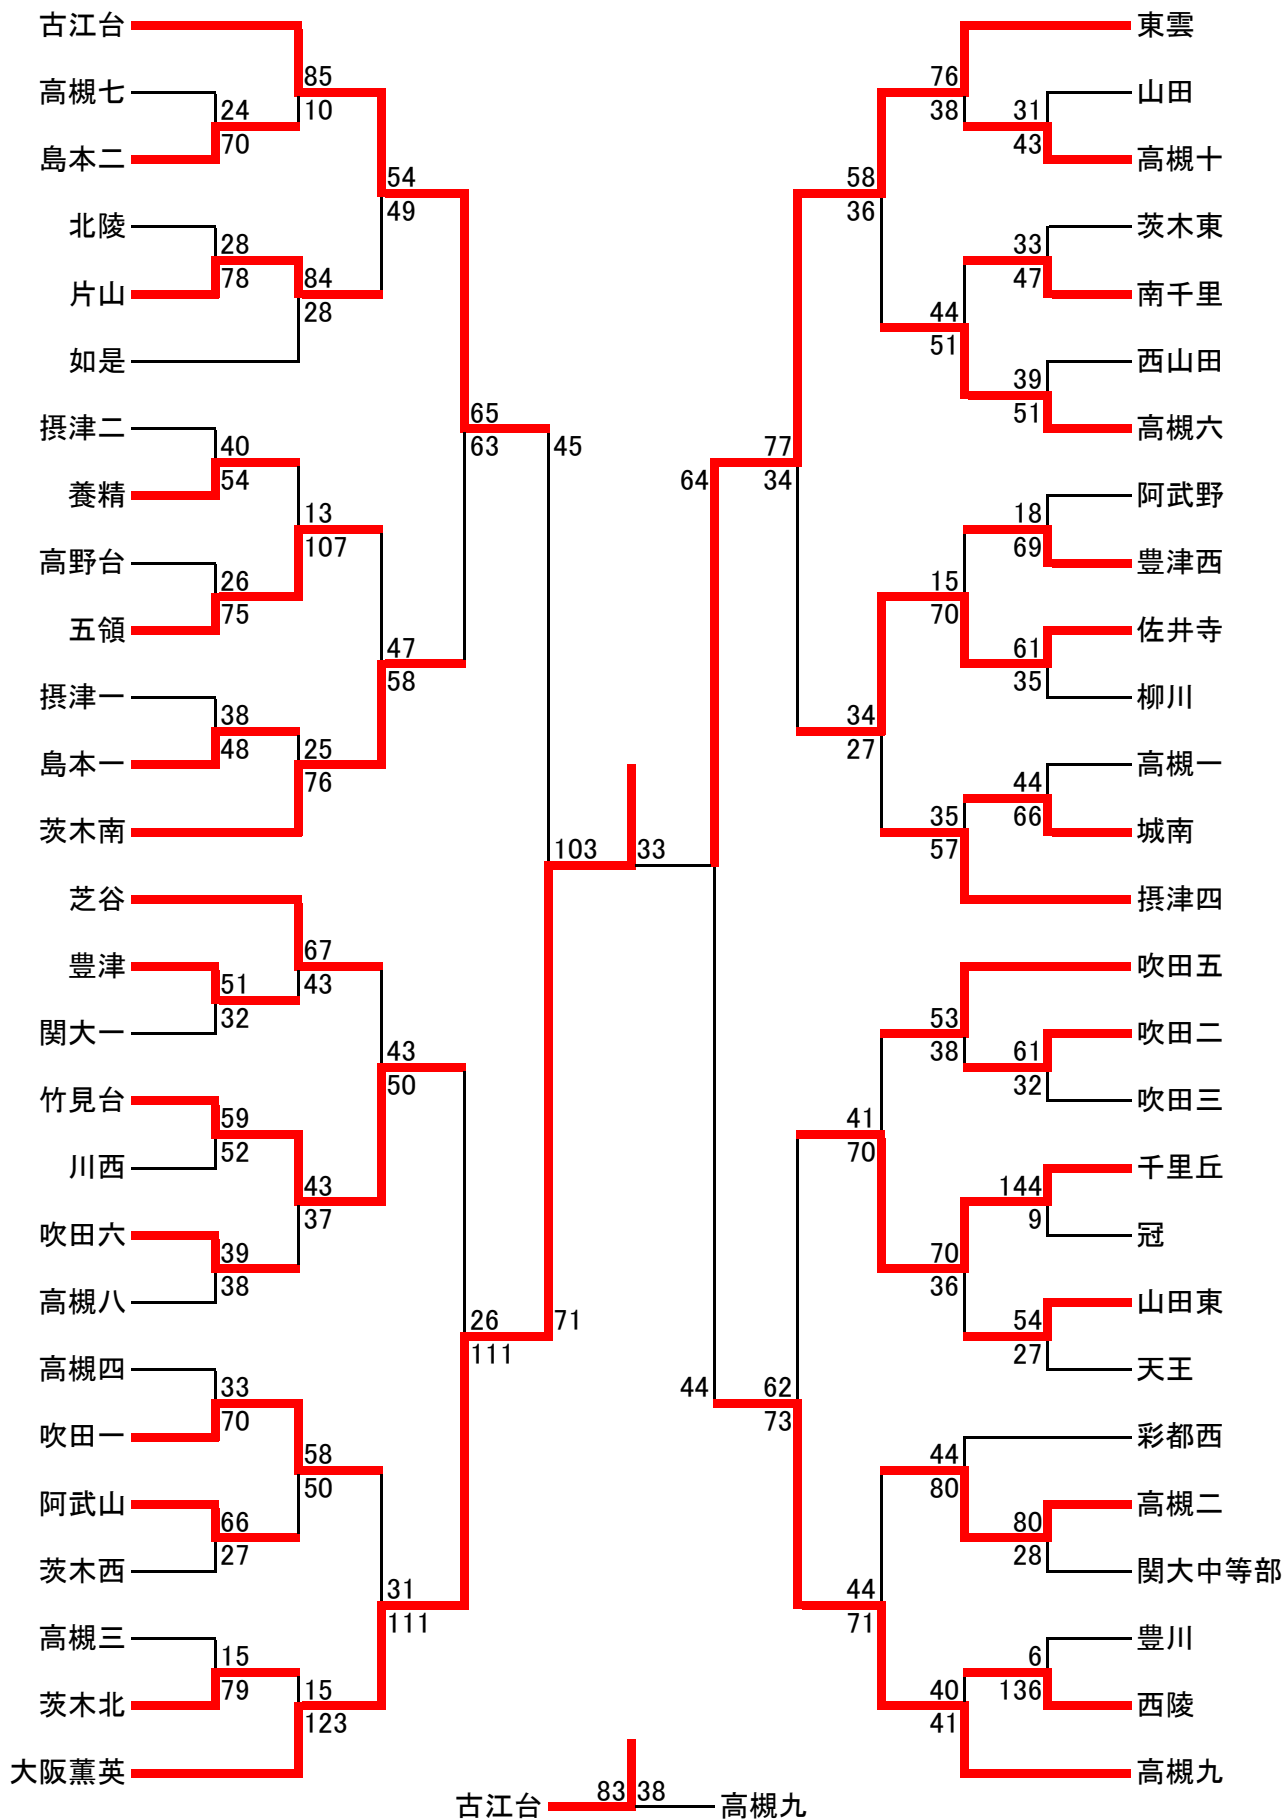 古江台
高槻七
島本二
北陵
片山
如是
摂津二
養精
高野台
五領
摂津一
島本一
茨木南
芝谷
豊津
関大一
竹見台
川西
吹田六
高槻八
高槻四
吹田一
阿武山
茨木西
高槻三
茨木北
大阪薫英
24
70
28
78
40
54
26
75
38
48
51
32
59
52
39
38
33
70
66
27
15
79
85
10
84
28
13
107
25
76
67
43
43
37
58
50
15
123
54
49
47
58
43
50
31
111
65
63
26
111
45
71
103
33
64
44
77
34
62
73
58
36
34
27
41
70
44
71
76
38
44
51
15
70
35
57
53
38
70
36
44
80
40
41
31
43
33
47
39
51
18
69
61
35
44
66
61
32
144
9
54
27
80
28
6
136
東雲
山田
高槻十
茨木東
南千里
西山田
高槻六
阿武野
豊津西
佐井寺
柳川
高槻一
城南
摂津四
吹田五
吹田二
吹田三
千里丘
冠
山田東
天王
彩都西
高槻二
関大中等部
豊川
西陵
高槻九
古江台 83 38 高槻九